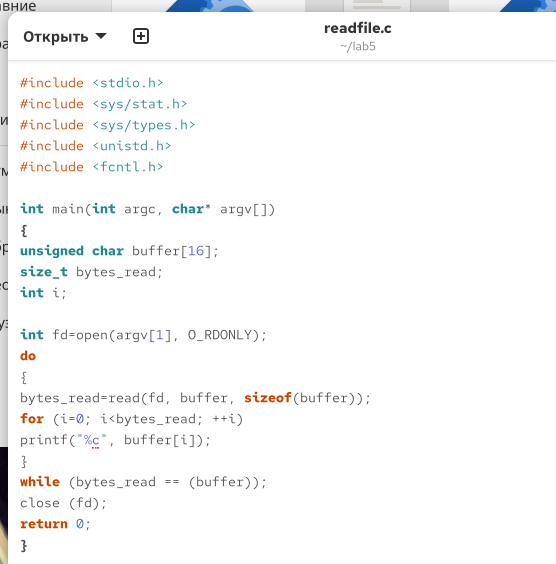 авние
Открыть
readfile.c
~/lab5
#include <stdio.h>
#include <sys/stat.h>
#include <sys/types.h>
#include <unistd.h>
#include <fcntl.h>
int main(int argc, char* argv[])
{
unsigned char buffer[16];
size_t bytes_read;
int i;
int fd=open(argv[1], O_RDONLY);
do
{
bytes_read=read(fd, buffer, sizeof(buffer));
for (i=0; i<bytes_read; ++i)
printf("%c", buffer[i]);
}
while (bytes_read == (buffer));
close (fd);
return 0;
}